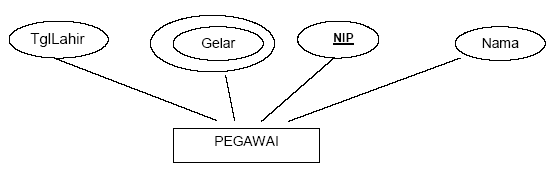 TglLahir
Gelar
NIP
Nama
PEGAWAI